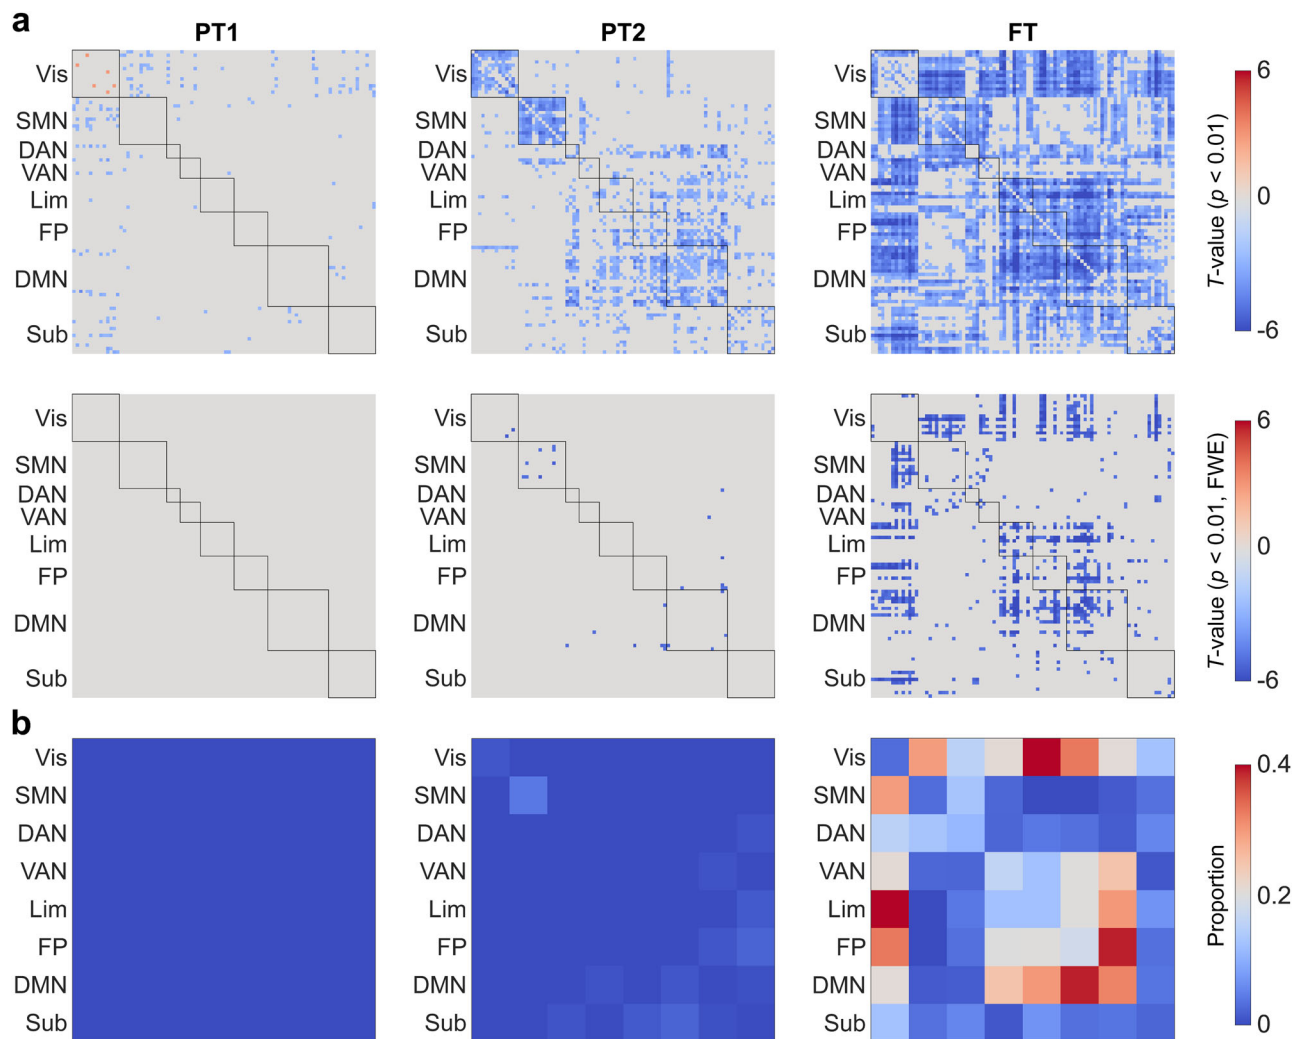 a
PT1 PT2 FT
Vis
SMN
DAN
VAN
Lim
FP
DMN
Sub
Vis
SMN
DAN
VAN
Lim
FP
DMN
Sub
Vis
SMN
DAN
VAN
Lim
FP
DMN
Sub
6
0
-6
T-value (p < 0.01)
Vis
SMN
DAN
VAN
Lim
FP
DMN
Sub
Vis
SMN
DAN
VAN
Lim
FP
DMN
Sub
Vis
SMN
DAN
VAN
Lim
FP
DMN
Sub
6
0
-6
T-value (p < 0.01, FWE)
b
Vis
SMN
DAN
VAN
Lim
FP
DMN
Sub
Vis
SMN
DAN
VAN
Lim
FP
DMN
Sub
Vis
SMN
DAN
VAN
Lim
FP
DMN
Sub
0.4
0.2
0
Proportion